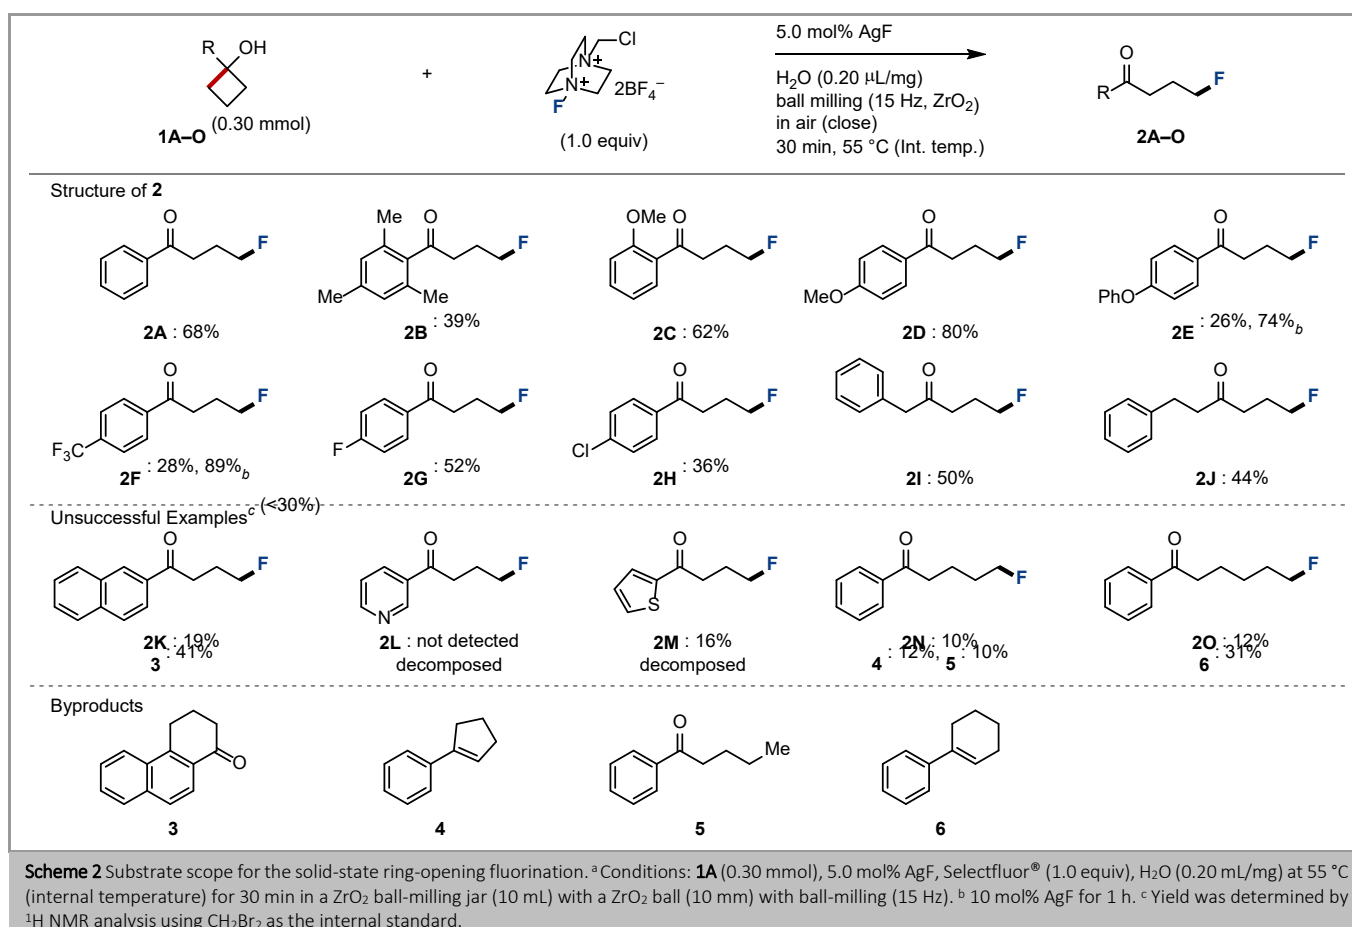 R OH
1A–O (0.30 mmol)
+
Cl
N+
N+
F
2BF4−
(1.0 equiv)
5.0 mol% AgF
H2O (0.20 μL/mg)
ball milling (15 Hz, ZrO2)
in air (close)
30 min, 55 °C (Int. temp.)
O
R
F
2A–O
Structure of 2
O
F
2A : 68%
Me O
F
Me Me
2B : 39%
OMe O
F
2C : 62%
O
F
MeO
2D : 80%
O
F
PhO
2E : 26%, 74%b
O
F
F3C
2F : 28%, 89%b
O
F
F
2G : 52%
O
F
Cl
2H : 36%
O
F
2I : 50%
O
F
2J : 44%
Unsuccessful Examplesc (<30%)
O
F
2K : 19%
3 : 41%
O
F
N
2L : not detected
decomposed
O
F
S
2M : 16%
decomposed
O
F
2N : 10%
4 : 12%, 5 : 10%
O
F
2O : 12%
6 : 31%
Byproducts
O
3
4
O
Me
5
6
Scheme 2 Substrate scope for the solid-state ring-opening fluorination. a Conditions: 1A (0.30 mmol), 5.0 mol% AgF, Selectfluor® (1.0 equiv), H2O (0.20 mL/mg) at 55 °C
(internal temperature) for 30 min in a ZrO2 ball-milling jar (10 mL) with a ZrO2 ball (10 mm) with ball-milling (15 Hz). b 10 mol% AgF for 1 h. c Yield was determined by
1H NMR analysis using CH2Br2 as the internal standard.